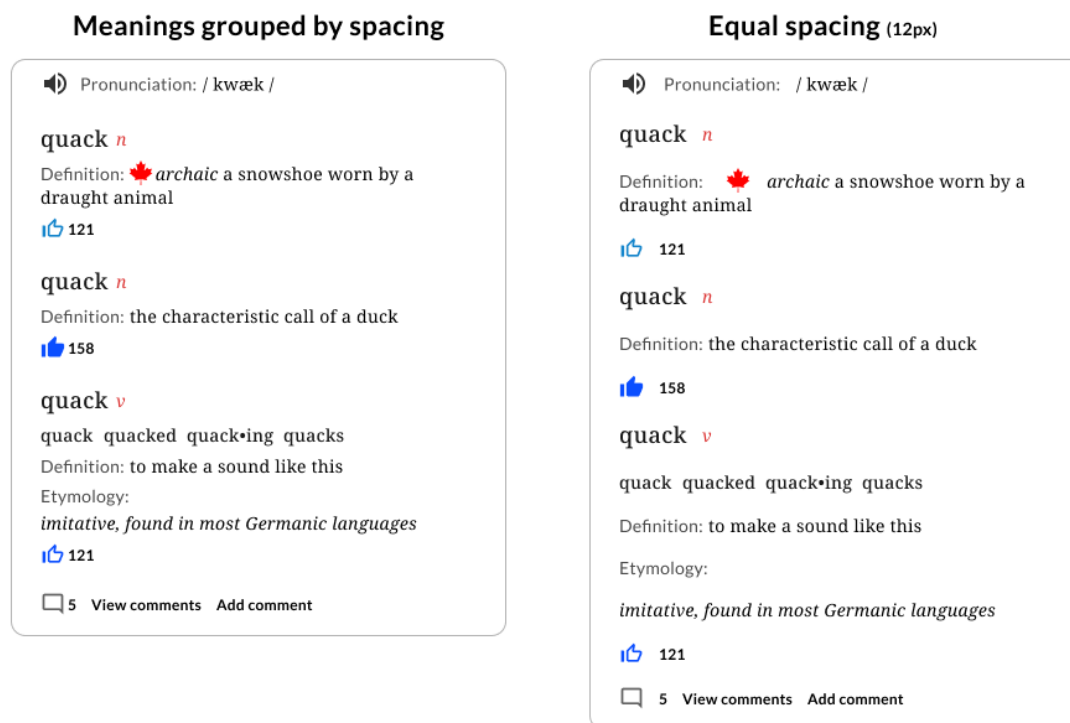 Meanings grouped by spacing
Pronunciation: / kwæk /
quack n
Definition: archaic a snowshoe worn by a
draught animal
121
quack n
Definition: the characteristic call of a duck
158
quack v
quack quacked quack•ing quacks
Definition: to make a sound like this
Etymology:
imitative, found in most Germanic languages
121
5 View comments Add comment
Equal spacing (12px)
Pronunciation: / kwæk /
quack n
Definition: archaic a snowshoe worn by a
draught animal
121
quack n
Definition: the characteristic call of a duck
158
quack v
quack quacked quack•ing quacks
Definition: to make a sound like this
Etymology:
imitative, found in most Germanic languages
121
5 View comments Add comment